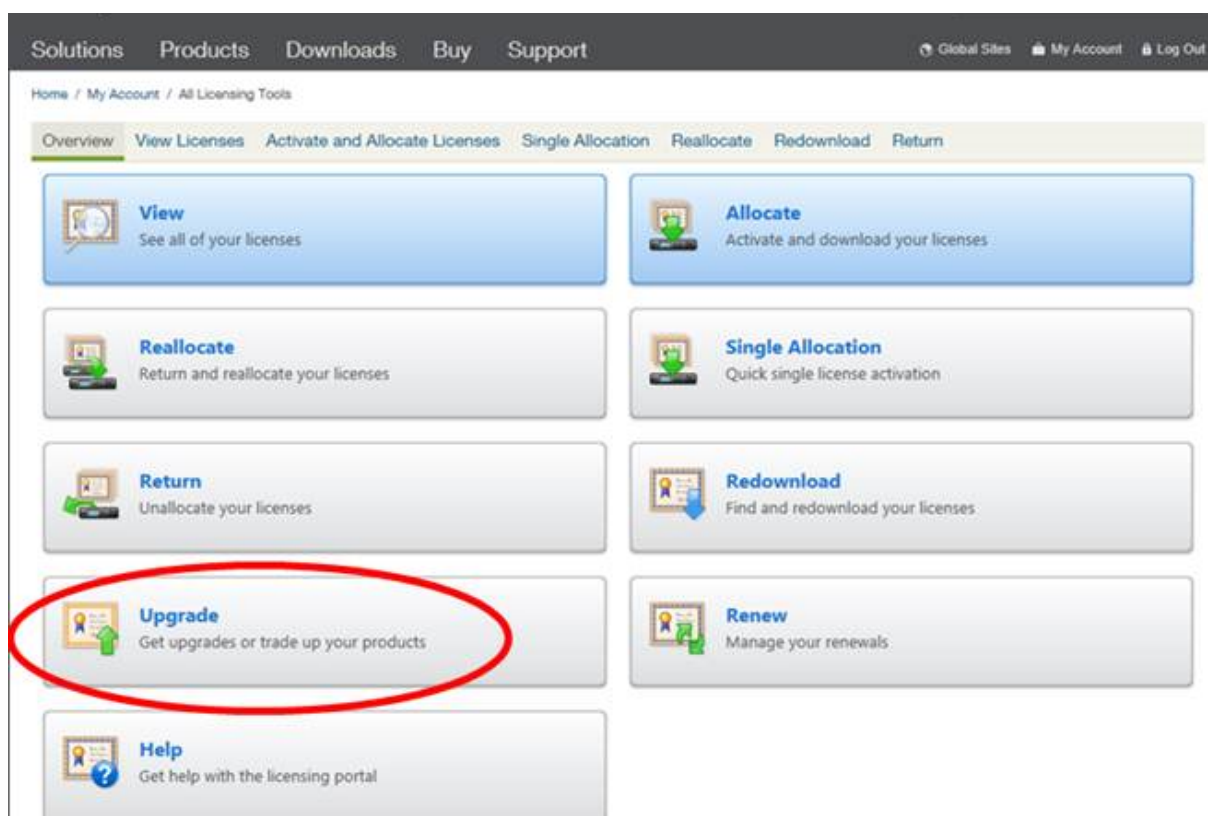 Solutions Products Downloads Buy Support Global Sites My Account Log Out
Home / My Account / All Licensing Tools
Overview View Licenses Activate and Allocate Licenses Single Allocation Reallocate Redownload Return
View
See all of your licenses
Allocate
Activate and download your licenses
Reallocate
Return and reallocate your licenses
Single Allocation
Quick single license activation
Return
Unallocate your licenses
Redownload
Find and redownload your licenses
Upgrade
Get upgrades or trade up your products
Renew
Manage your renewals
Help
Get help with the licensing portal